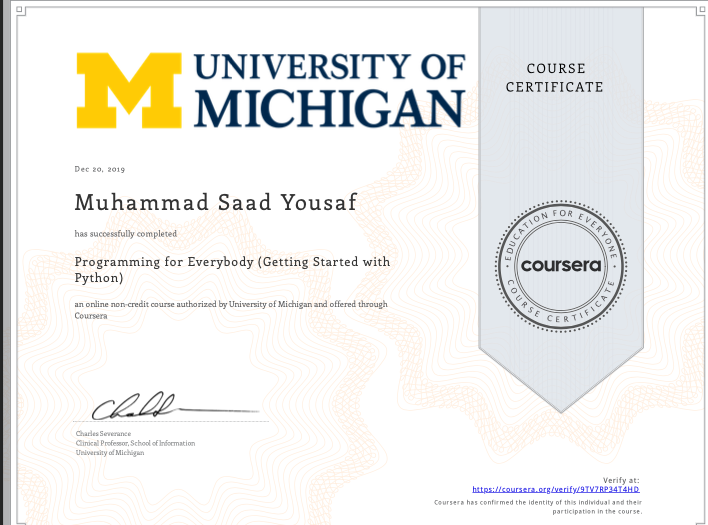 M UNIVERSITY OF
MICHIGAN
COURSE
CERTIFICATE
Dec 20, 2019
Muhammad Saad Yousaf
has successfully completed
Programming for Everybody (Getting Started with
Python)
an online non-credit course authorized by University of Michigan and offered through
Coursera
EDUCATION FOR EVERYONE
coursera
COURSE CERTIFICATE
Charles Severance
Clinical Professor, School of Information
University of Michigan
Verify at:
https://coursera.org/verify/9TV7RP34T4HD
Coursera has confirmed the identity of this individual and their
participation in the course.